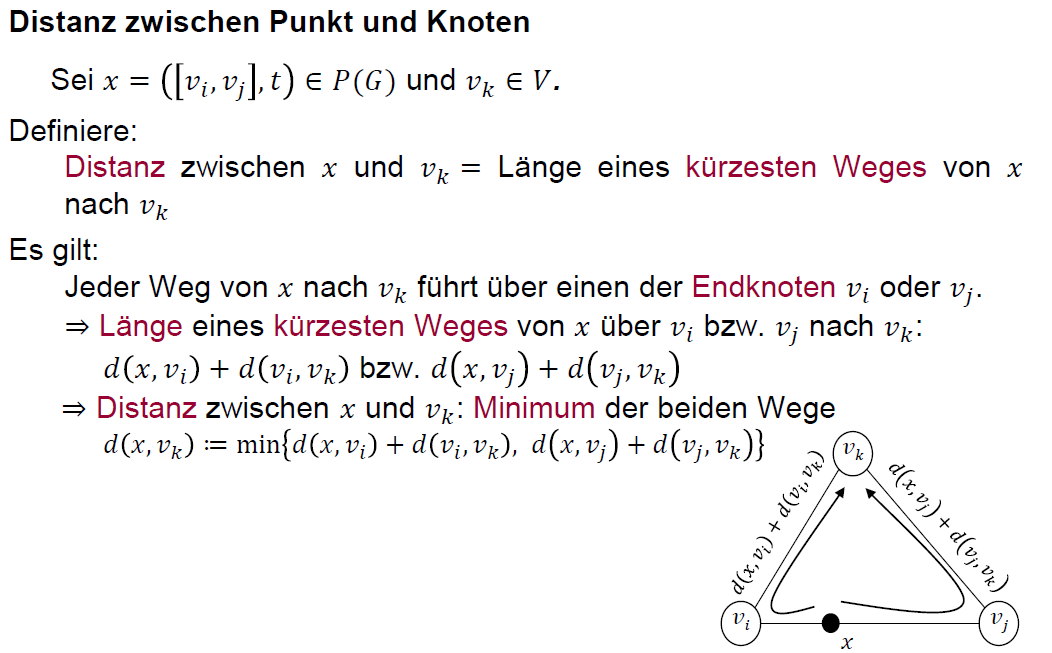 Distanz zwischen Punkt und Knoten
Sei x = ([v_i, v_j], t) ∈ P(G) und v_k ∈ V.
Definiere:
Distanz zwischen x und v_k = Länge eines kürzesten Weges von x
nach v_k
Es gilt:
Jeder Weg von x nach v_k führt über einen der Endknoten v_i oder v_j.
⇒ Länge eines kürzesten Weges von x über v_i bzw. v_j nach v_k:
d(x, v_i) + d(v_i, v_k) bzw. d(x, v_j) + d(v_j, v_k)
⇒ Distanz zwischen x und v_k: Minimum der beiden Wege
d(x, v_k) ≔ min{d(x, v_i) + d(v_i, v_k), d(x, v_j) + d(v_j, v_k)}
v_k
d(x, v_i) + d(v_i, v_k)
d(x, v_j) + d(v_j, v_k)
v_i
v_j
x